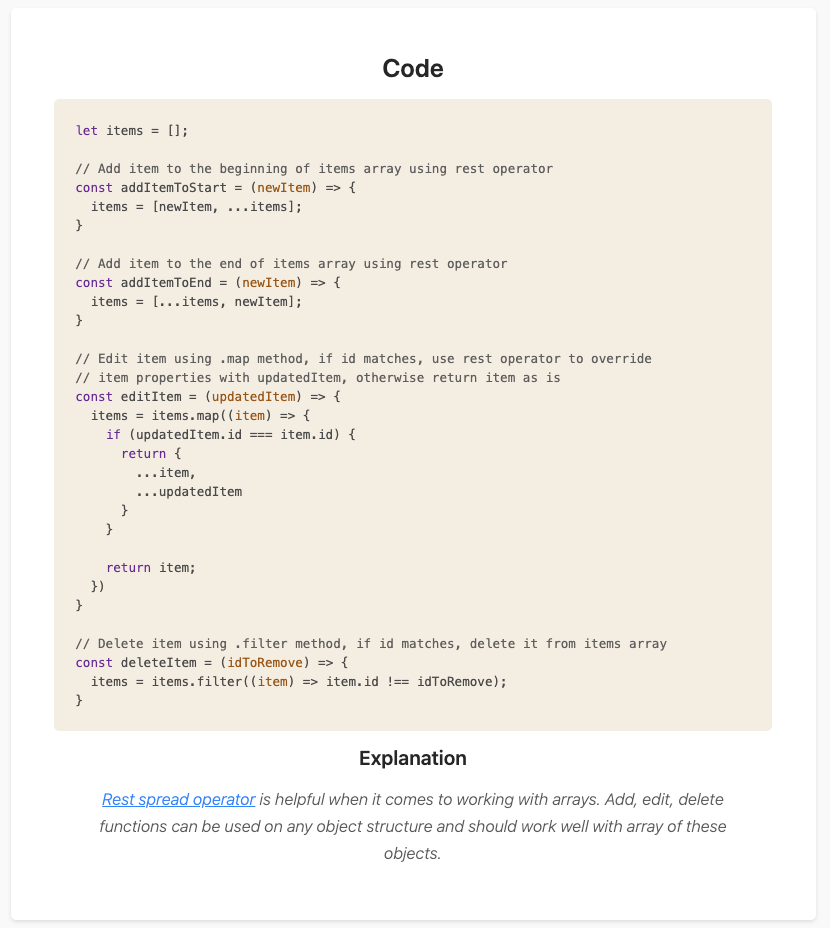 Code
let items = [];
// Add item to the beginning of items array using rest operator
const addItemToStart = (newItem) => {
  items = [newItem, ...items];
}
// Add item to the end of items array using rest operator
const addItemToEnd = (newItem) => {
  items = [...items, newItem];
}
// Edit item using .map method, if id matches, use rest operator to override
// item properties with updatedItem, otherwise return item as is
const editItem = (updatedItem) => {
  items = items.map((item) => {
    if (updatedItem.id === item.id) {
      return {
        ...item,
        ...updatedItem
      }
    }
    return item;
  })
}
// Delete item using .filter method, if id matches, delete it from items array
const deleteItem = (idToRemove) => {
  items = items.filter((item) => item.id !== idToRemove);
}
Explanation
Rest spread operator is helpful when it comes to working with arrays. Add, edit, delete
functions can be used on any object structure and should work well with array of these
objects.